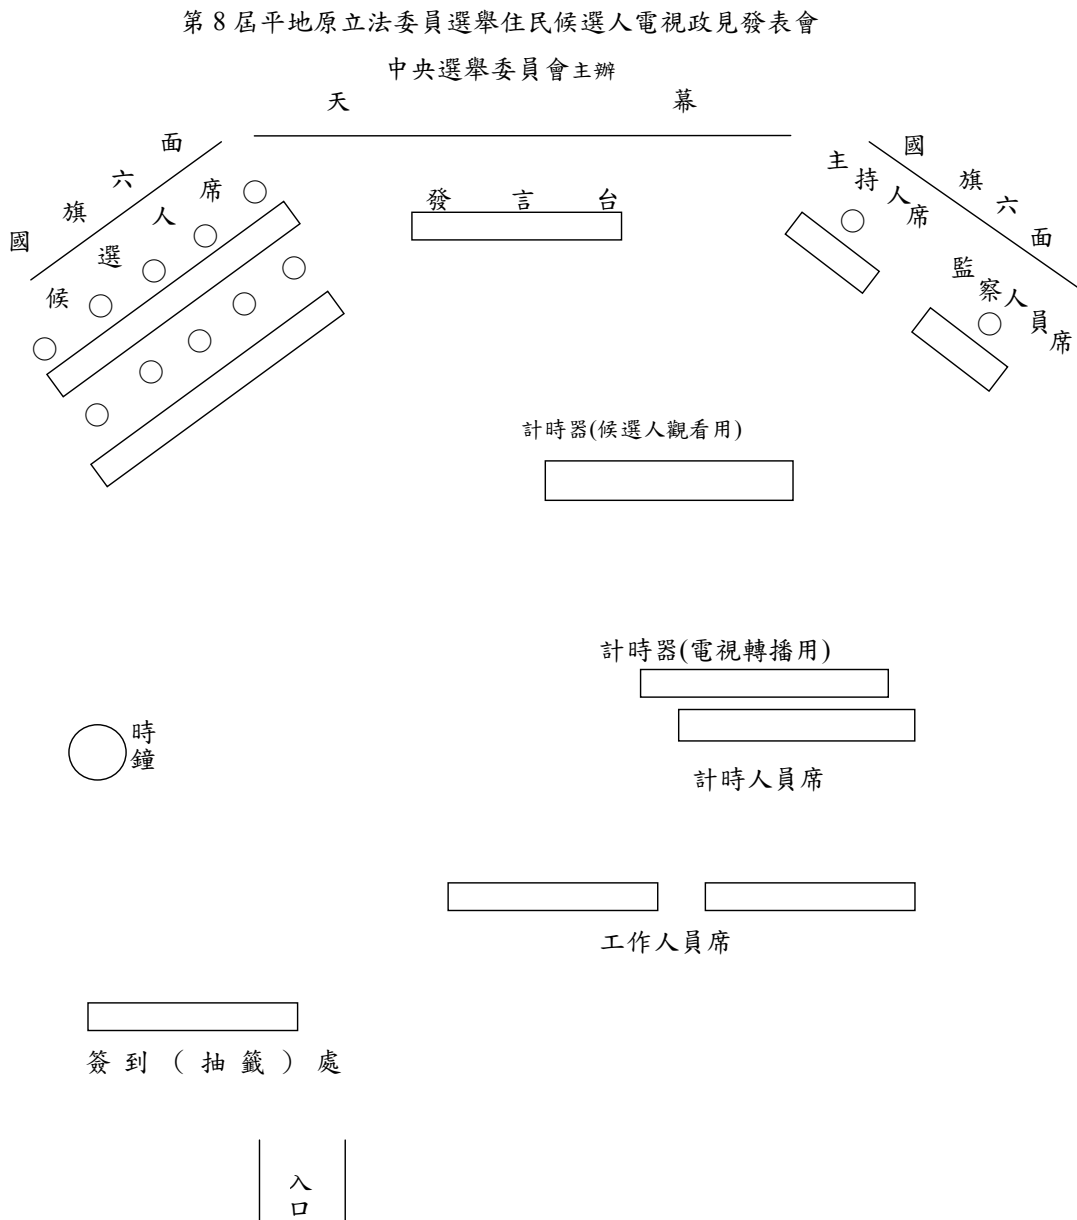 第 8 屆平地原立法委員選舉住民候選人電視政見發表會
中央選舉委員會主辦
天 幕
國旗六面
候選人席
發 言 台
主持人席
國旗六面
監察人員席
計時器(候選人觀看用)
計時器(電視轉播用)
時鐘
計時人員席
工作人員席
簽 到 （ 抽 籤 ） 處
入口